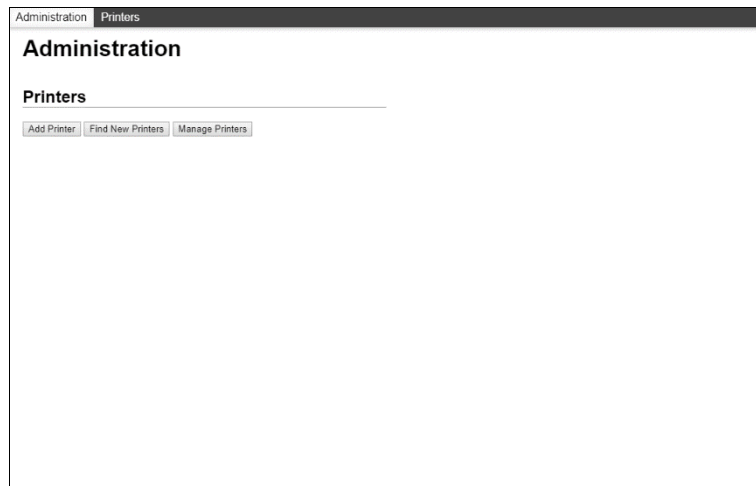 Administration Printers
Administration
Printers
Add Printer Find New Printers Manage Printers